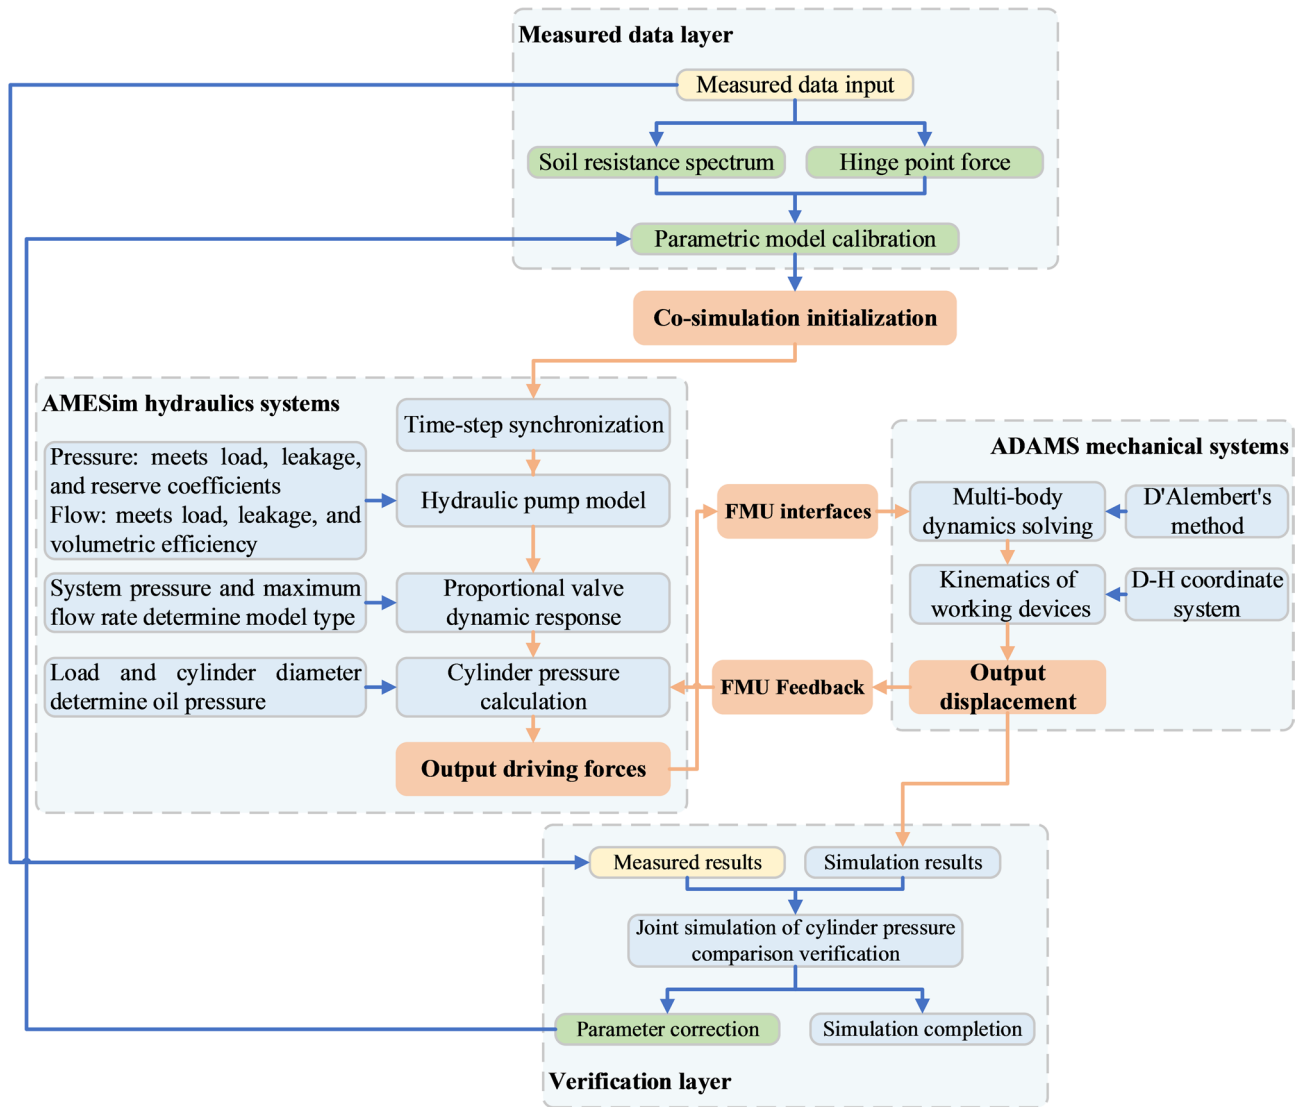 Measured data layer
Measured data input
Soil resistance spectrum
Hinge point force
Parametric model calibration
Co-simulation initialization
AMESim hydraulics systems
Time-step synchronization
Pressure: meets load, leakage,
and reserve coefficients
Flow: meets load, leakage, and
volumetric efficiency
Hydraulic pump model
System pressure and maximum
flow rate determine model type
Proportional valve
dynamic response
Load and cylinder diameter
determine oil pressure
Cylinder pressure
calculation
Output driving forces
FMU interfaces
FMU Feedback
ADAMS mechanical systems
Multi-body
dynamics solving
D'Alembert's
method
Kinematics of
working devices
D-H coordinate
system
Output
displacement
Measured results
Simulation results
Joint simulation of cylinder pressure
comparison verification
Parameter correction
Simulation completion
Verification layer